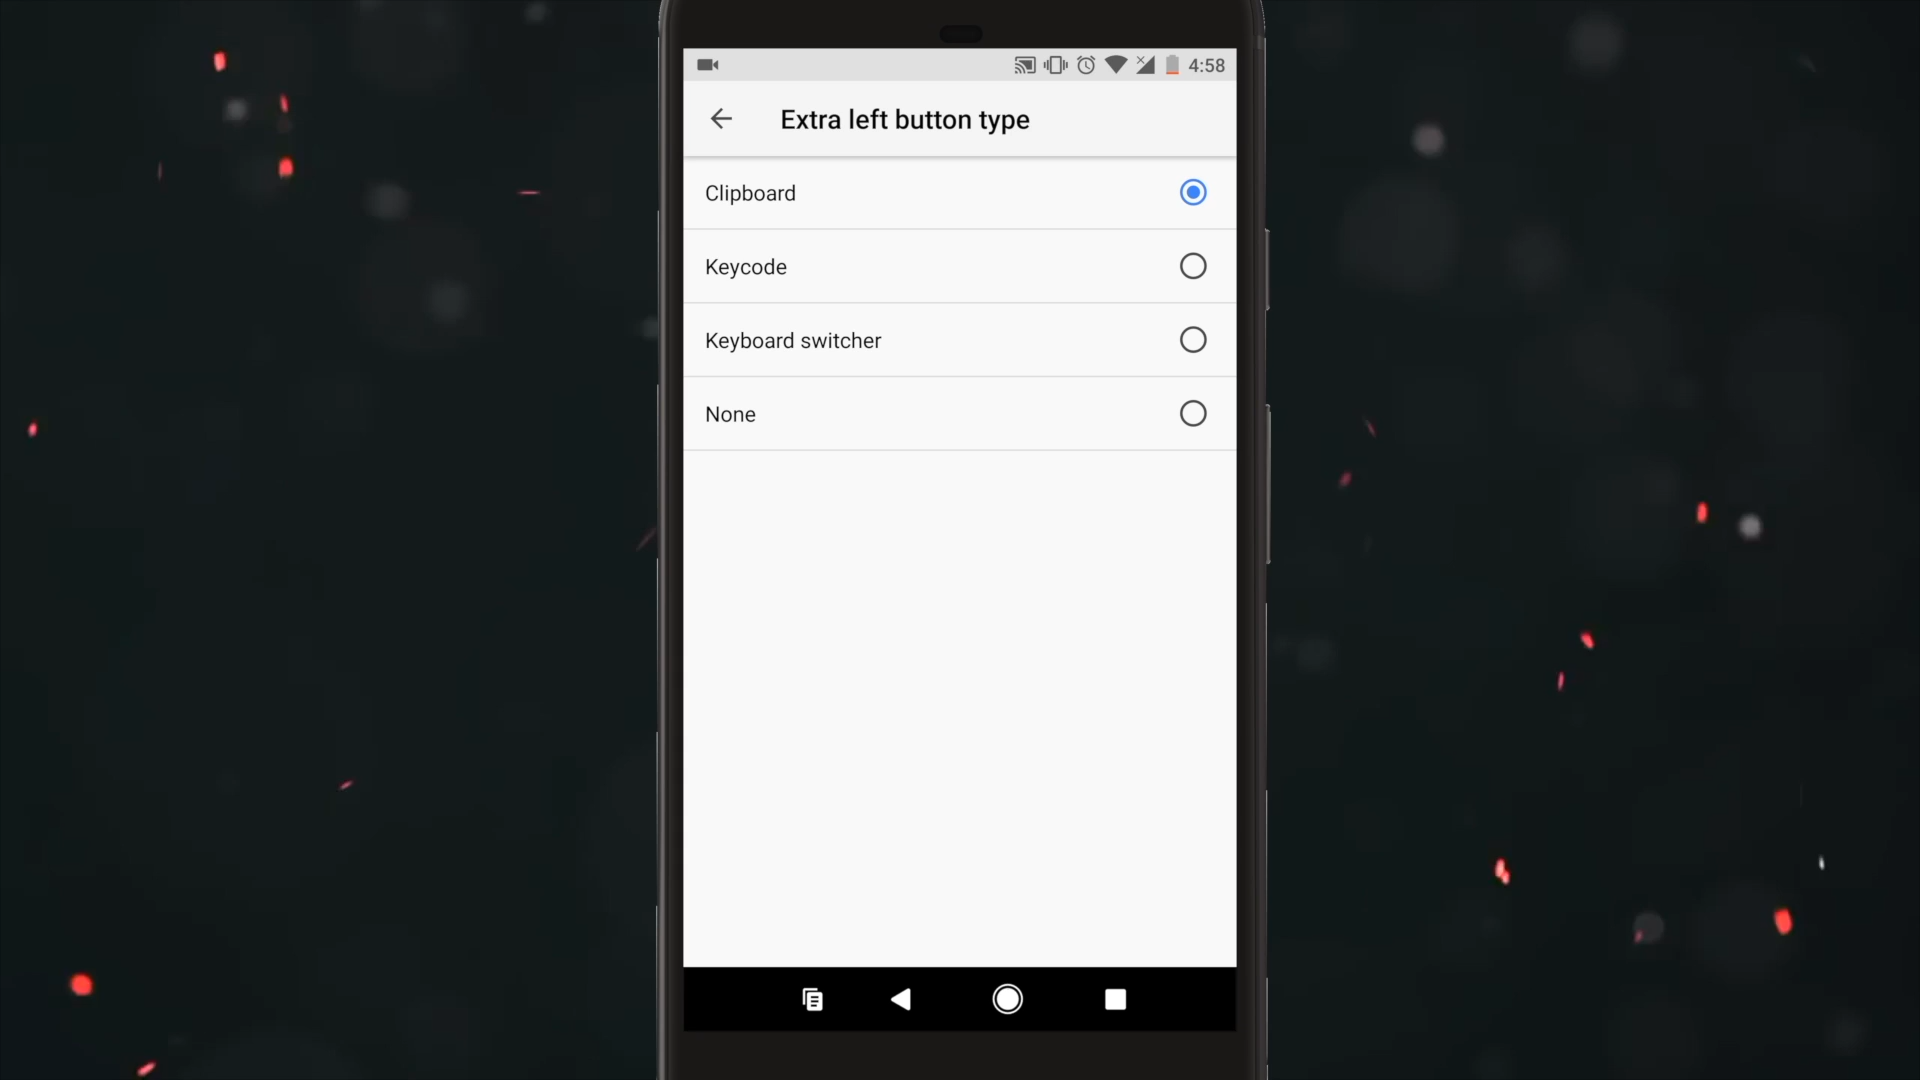 4:58
Extra left button type
Clipboard
Keycode
Keyboard switcher
None